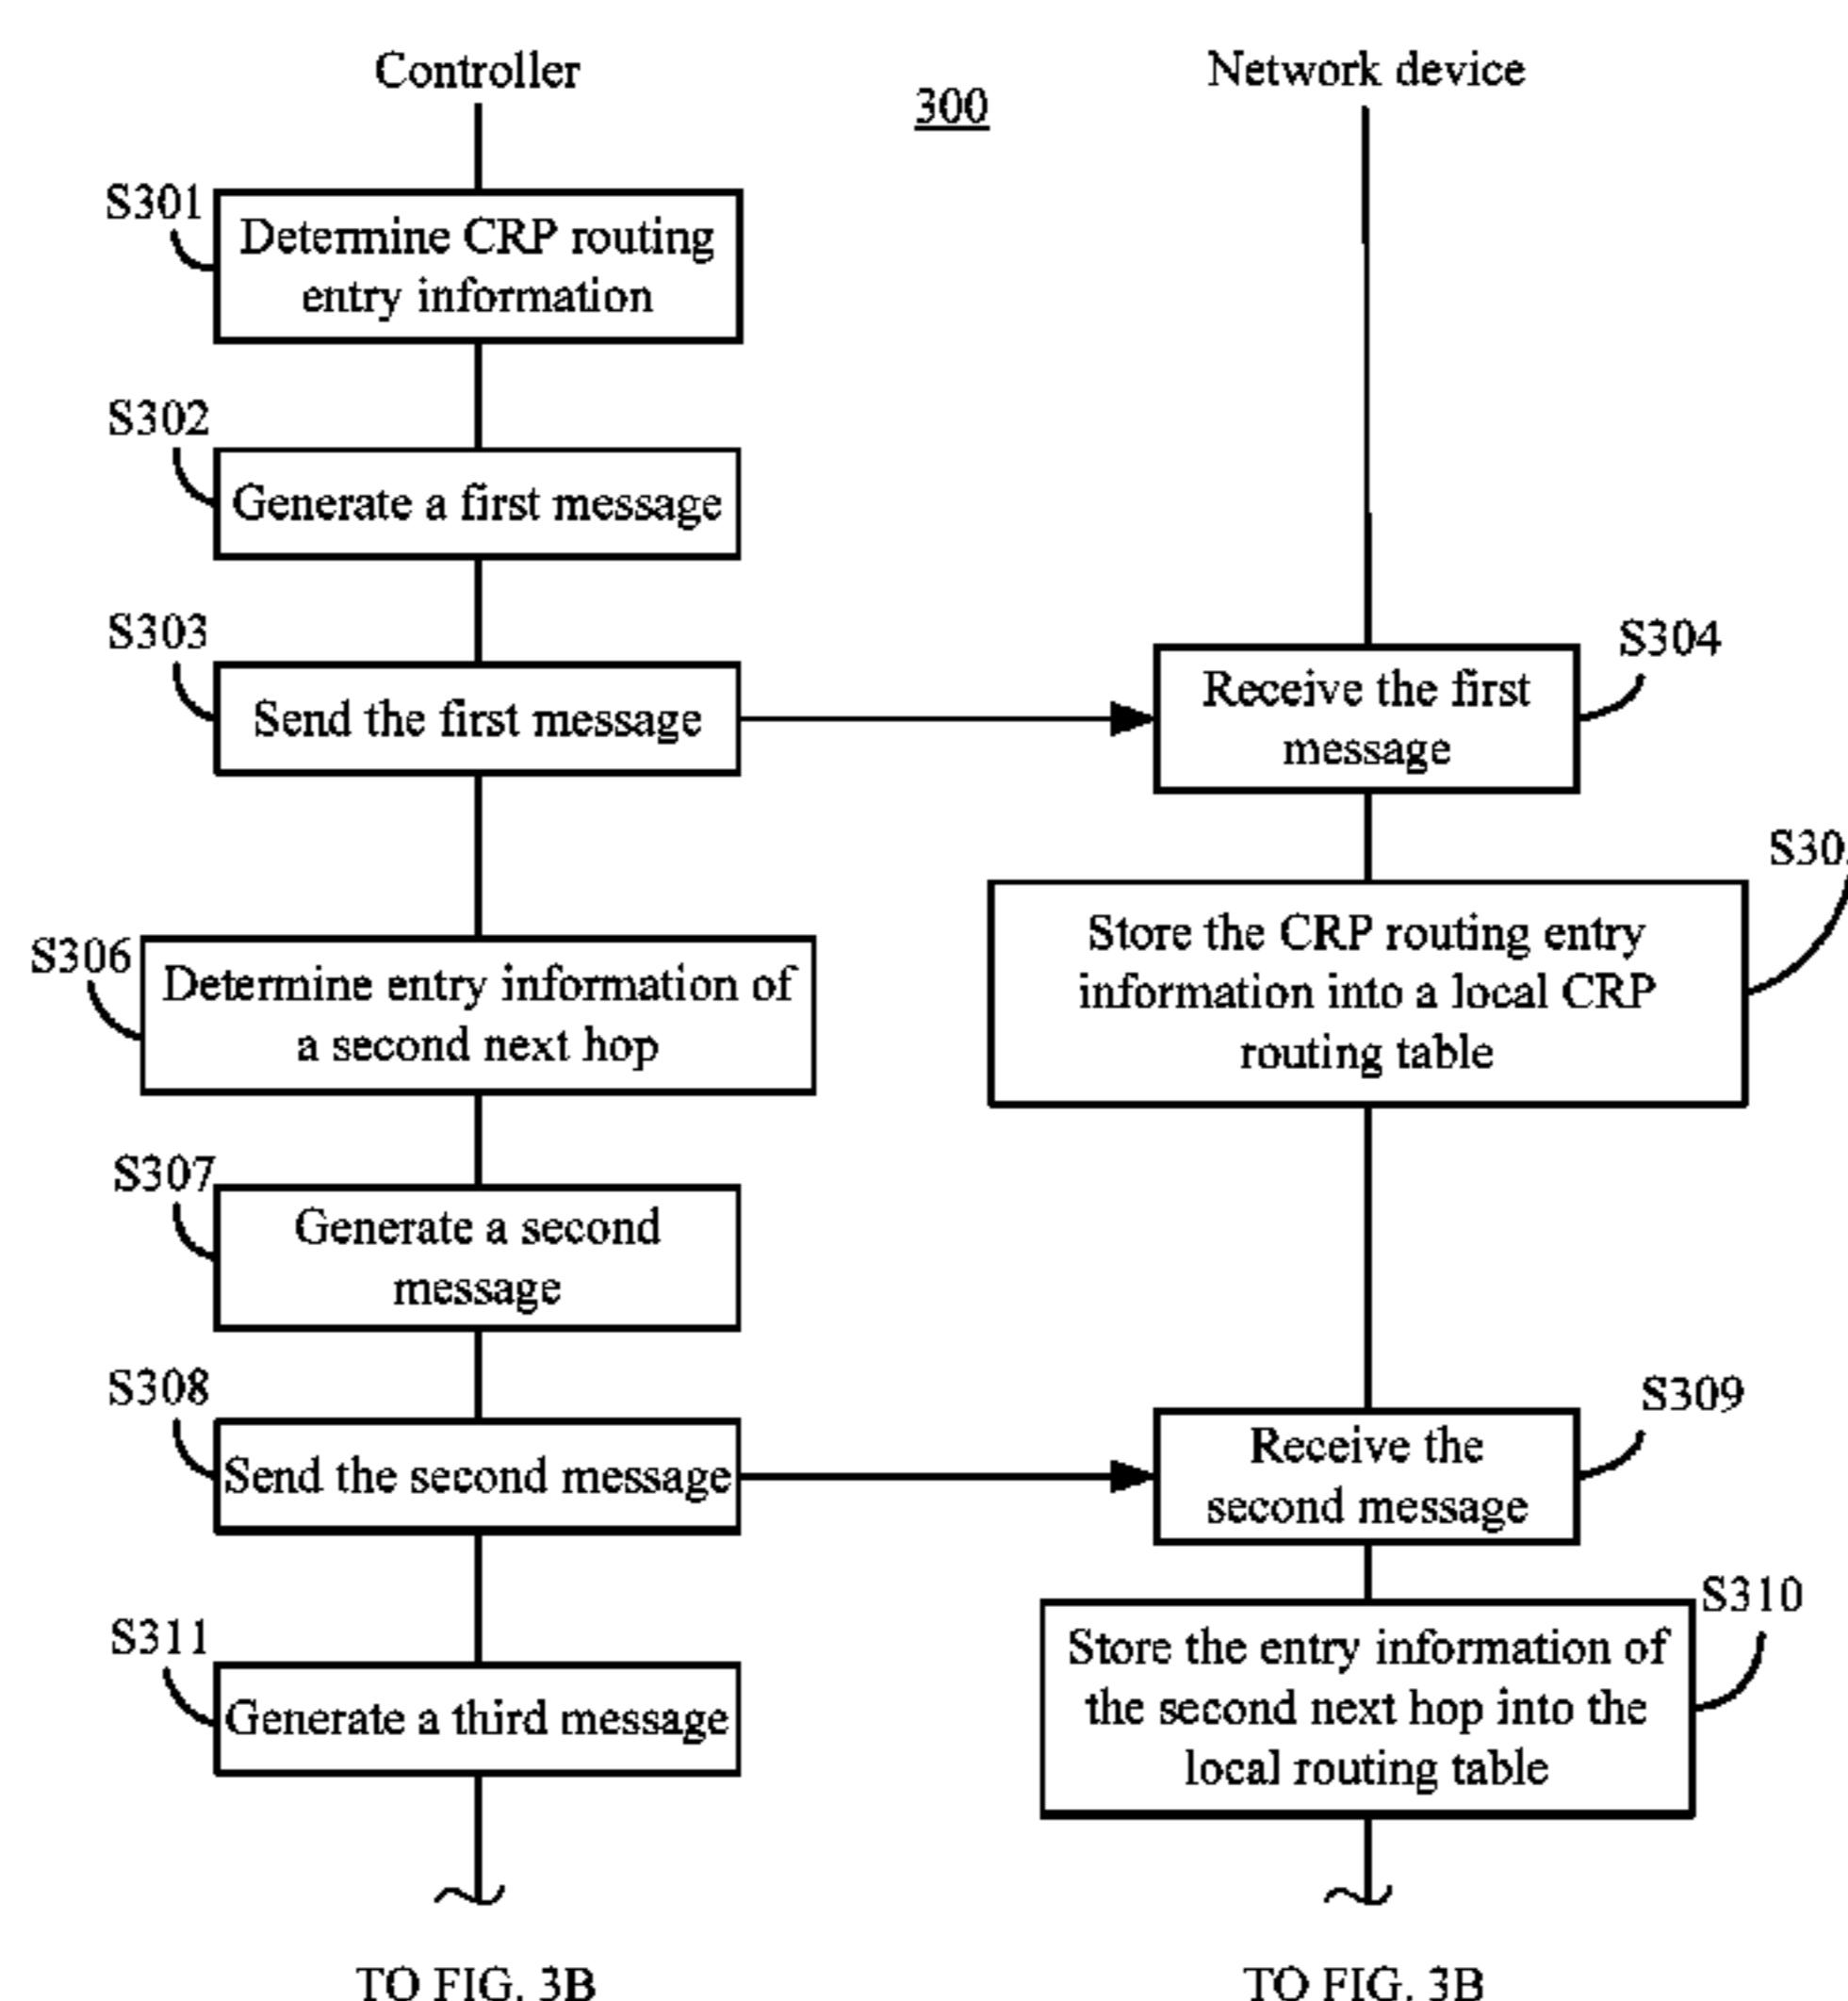 Controller
300
Network device
S301
Determine CRP routing
entry information
S302
Generate a first message
S303
Send the first message
S304
Receive the first
message
Store the CRP routing entry
information into a local CRP
routing table
S306
Determine entry information of
a second next hop
S307
Generate a second
message
S308
Send the second message
S309
Receive the
second message
S310
Store the entry information of
the second next hop into the
local routing table
S311
Generate a third message
TO FIG. 3B
TO FIG. 3B